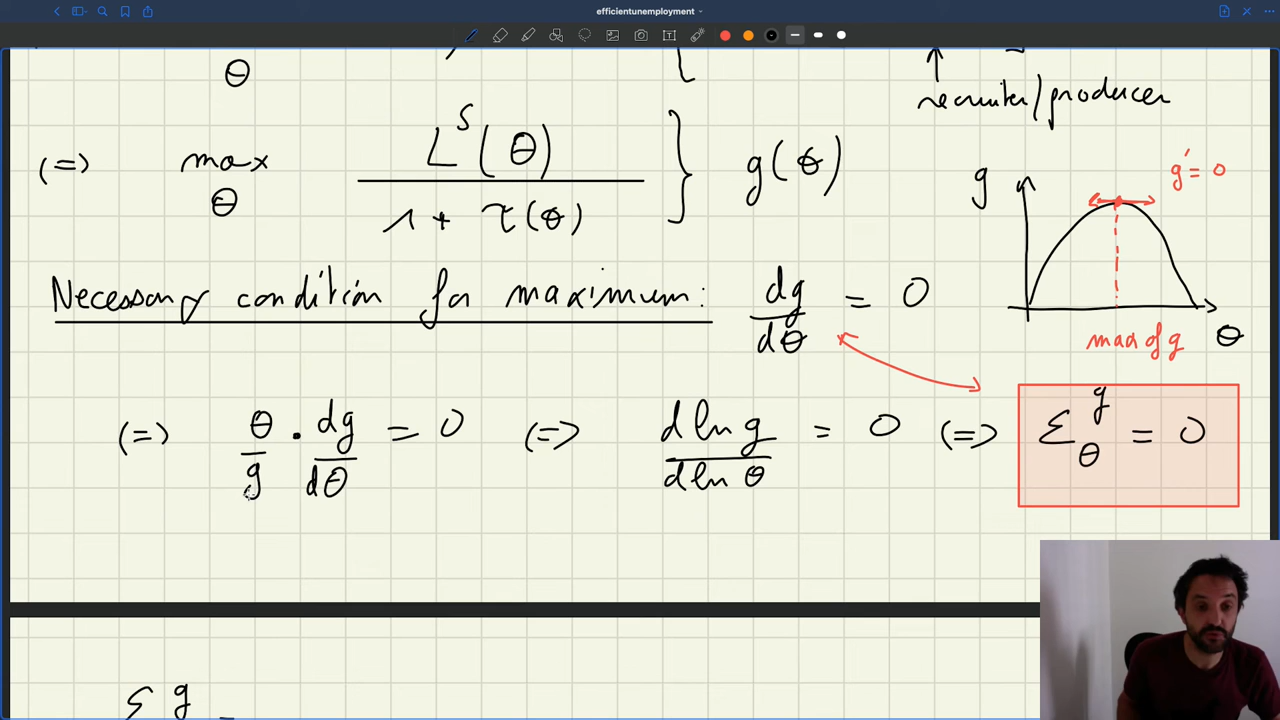 efficientunemployment
θ
recruiter/producer
(=) max L^S(θ) } g(θ)
θ 1 + τ(θ)
g g' = 0
Necessary condition for maximum: dg/dθ = 0
max of g θ
(=) θ/g · dg/dθ = 0 (=) d ln g / d ln θ = 0 (=) Σ^g_θ = 0
Σ g